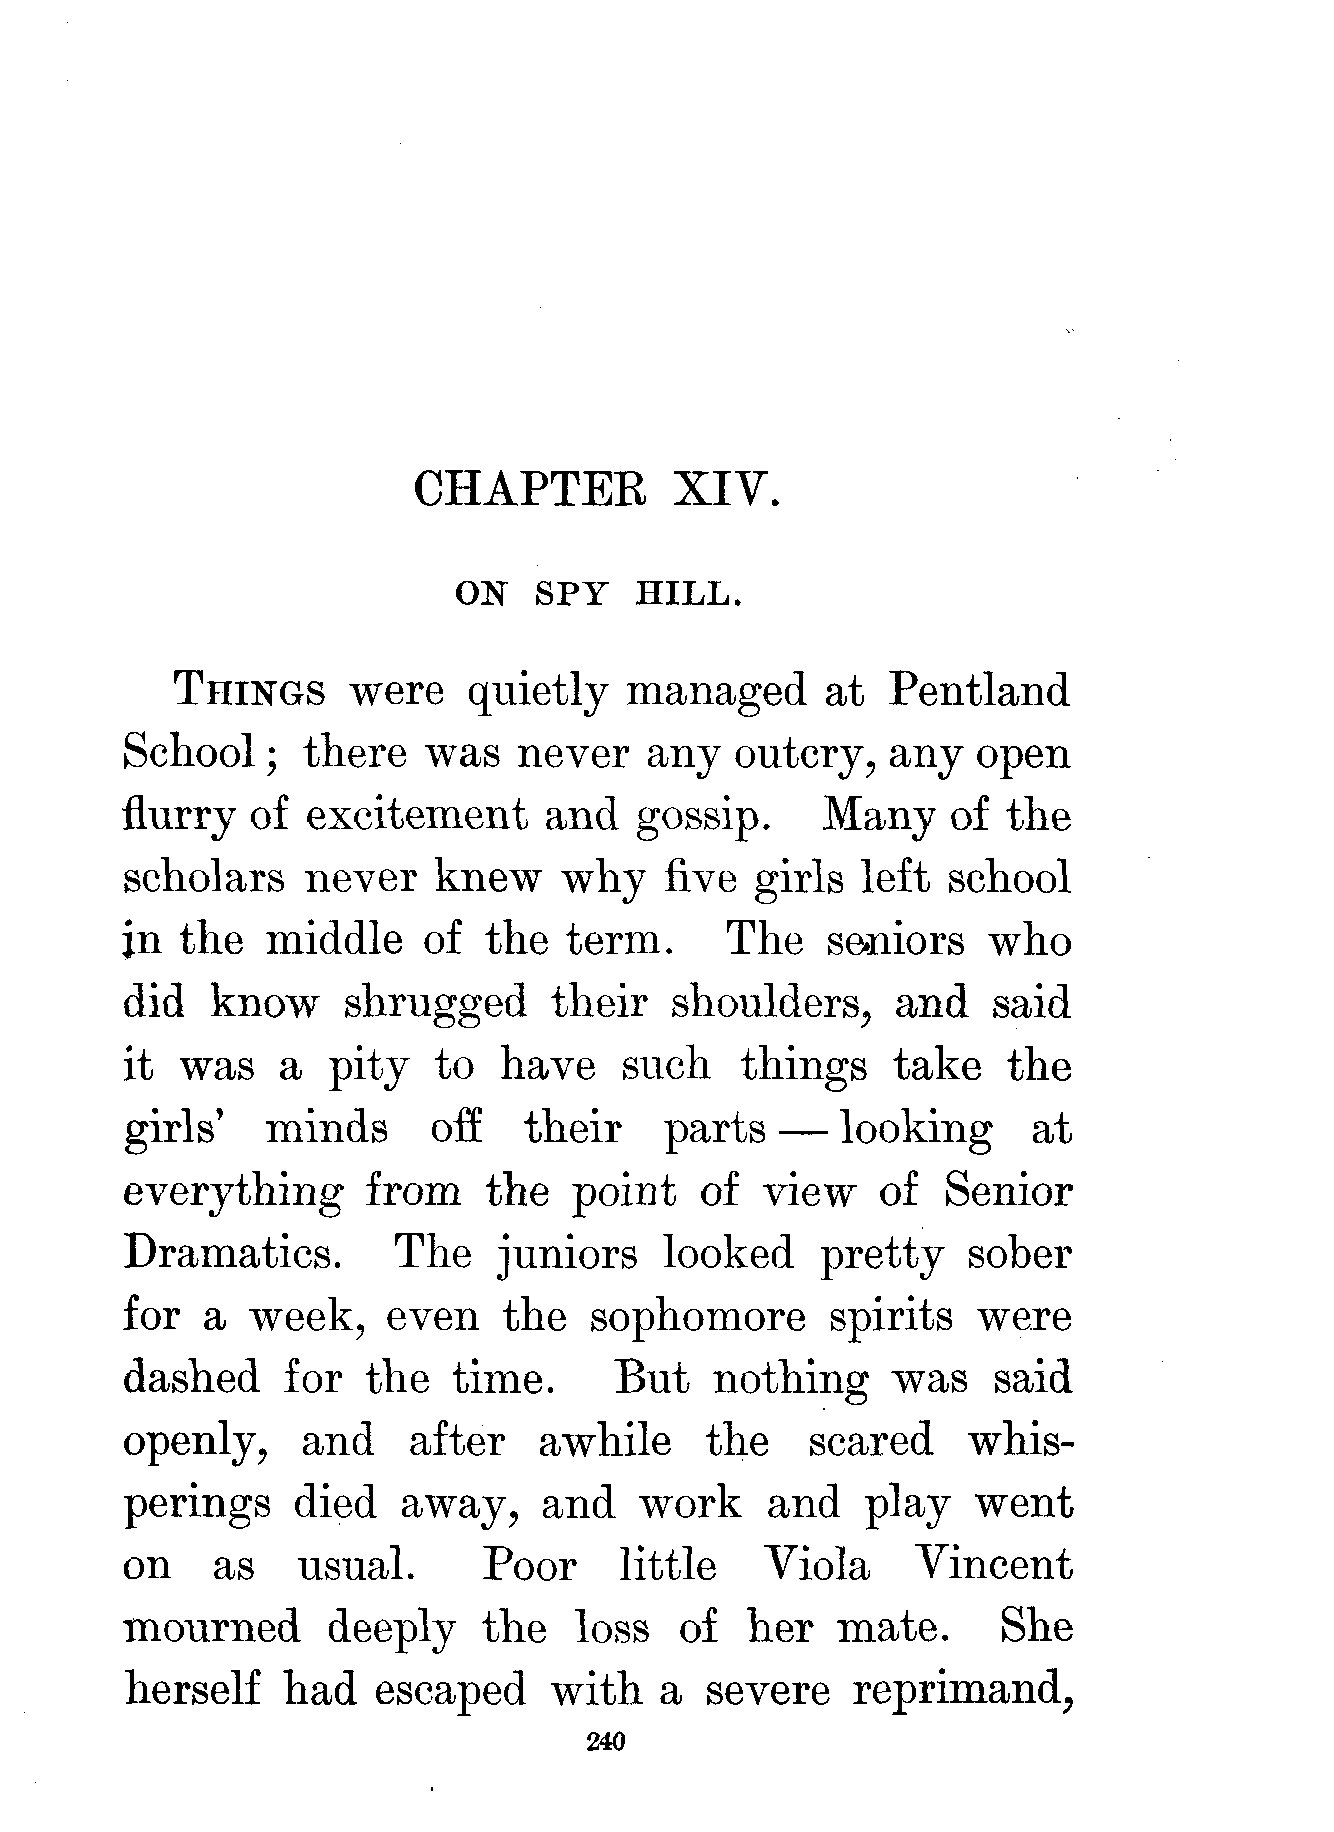 CHAPTER XIV.
ON SPY HILL.
THINGS were quietly managed at Pentland
School; there was never any outcry, any open
flurry of excitement and gossip. Many of the
scholars never knew why five girls left school
in the middle of the term. The seniors who
did know shrugged their shoulders, and said
it was a pity to have such things take the
girls' minds off their parts — looking at
everything from the point of view of Senior
Dramatics. The juniors looked pretty sober
for a week, even the sophomore spirits were
dashed for the time. But nothing was said
openly, and after awhile the scared whis-
perings died away, and work and play went
on as usual. Poor little Viola Vincent
mourned deeply the loss of her mate. She
herself had escaped with a severe reprimand,
240